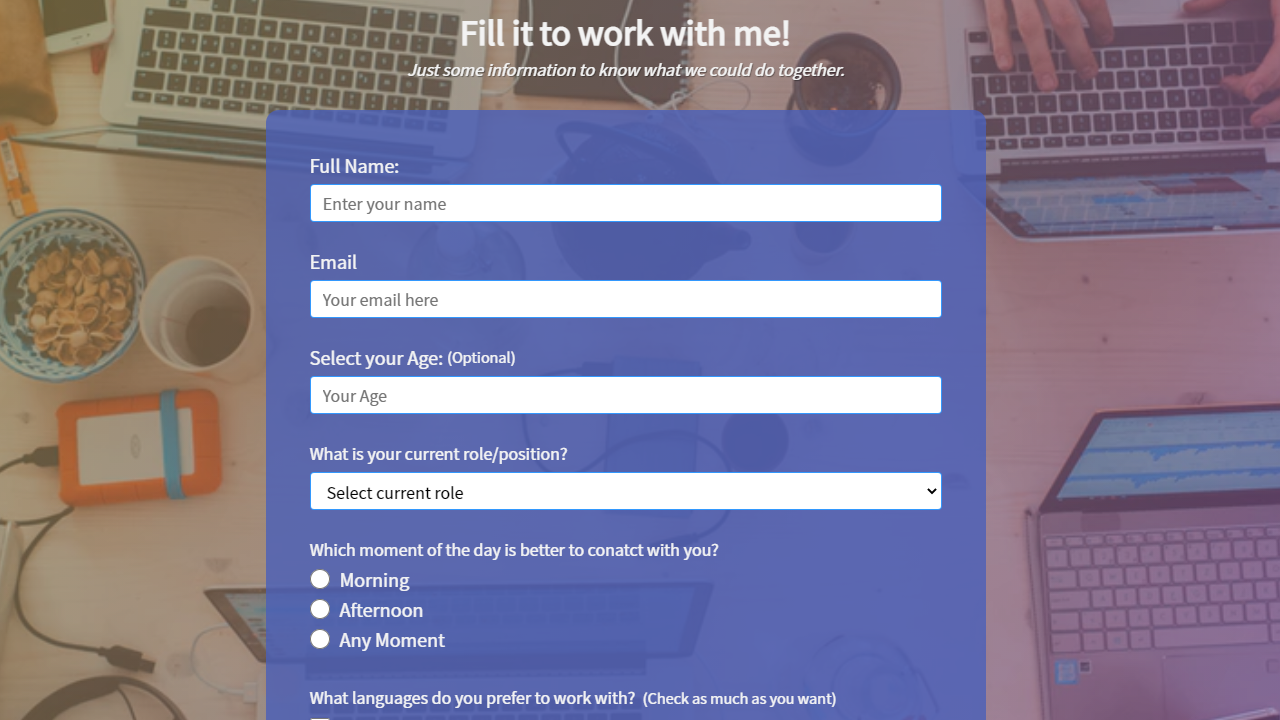 Fill it to work with me!
Just some information to know what we could do together.
Full Name:
Enter your name
Email
Your email here
Select your Age: (Optional)
Your Age
What is your current role/position?
Select current role
Which moment of the day is better to conatct with you?
Morning
Afternoon
Any Moment
What languages do you prefer to work with? (Check as much as you want)